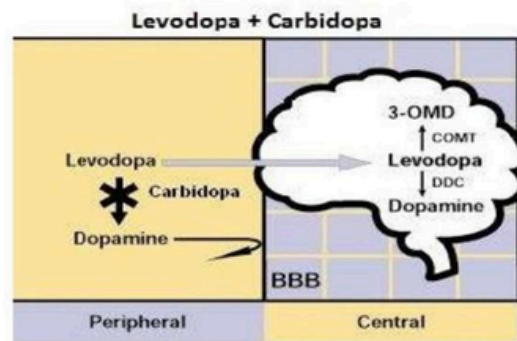 Levodopa + Carbidopa
3-OMD
COMT
Levodopa
Levodopa
DDC
Carbidopa
Dopamine
Dopamine
BBB
Peripheral
Central